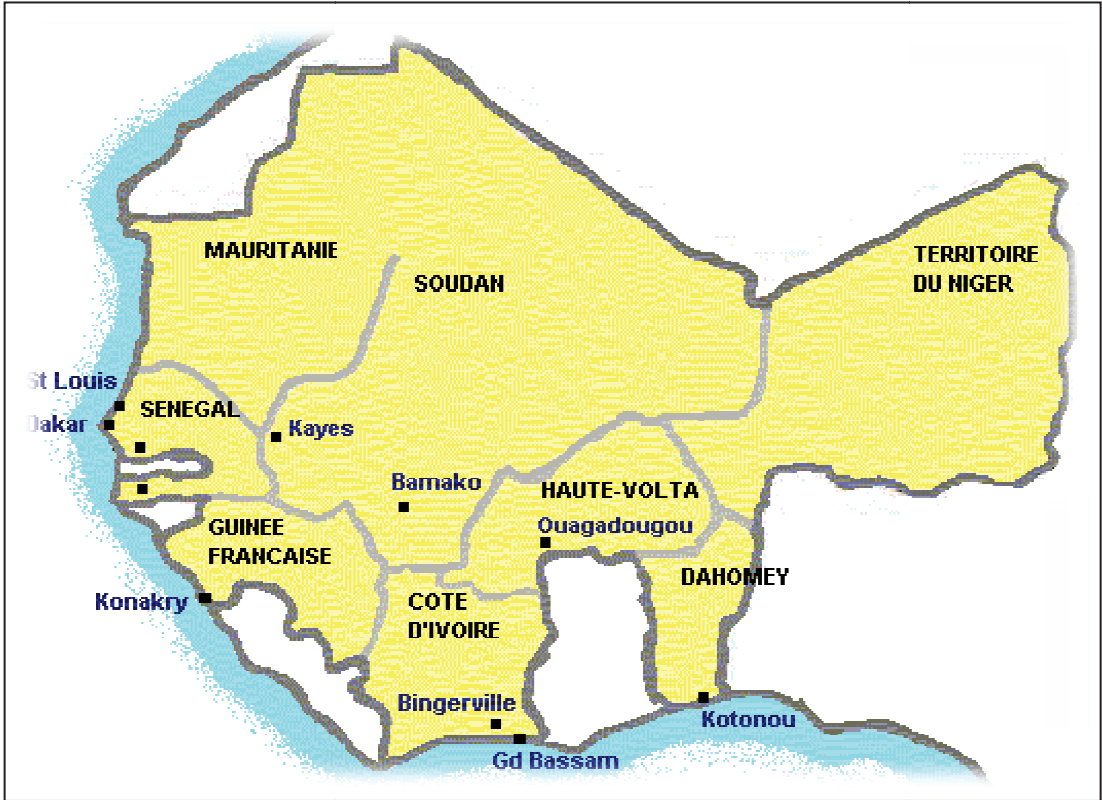 MAURITANIE
TERRITOIRE
DU NIGER
SOUDAN
St Louis
SENEGAL
Dakar
Kayes
Bamako
HAUTE-VOLTA
Ouagadougou
GUINEE
FRANCAISE
DAHOMEY
Konakry
COTE
D'IVOIRE
Bingerville
Kotonou
Gd Bassam